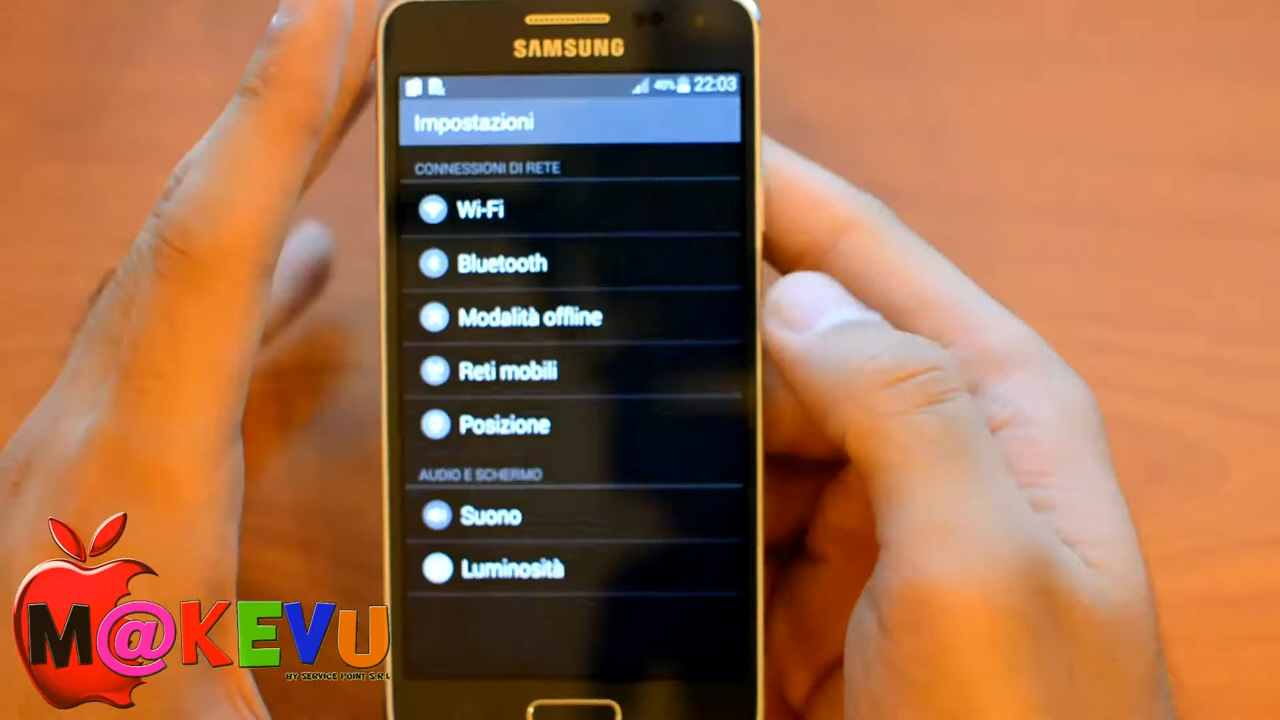 SAMSUNG
40% 22:03
Impostazioni
CONNESSIONI DI RETE
Wi-Fi
Bluetooth
Modalità offline
Reti mobili
Posizione
AUDIO E SCHERMO
Suono
Luminosità
M@KEVU
BY SERVICE POINT S.R.L